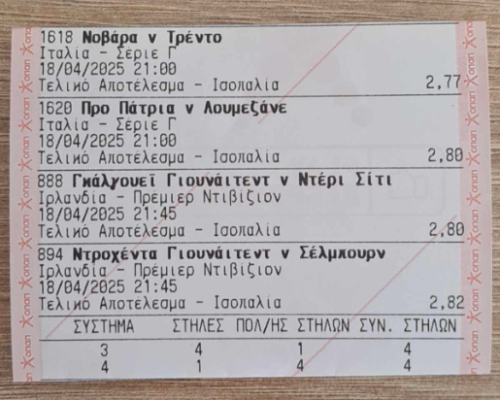 1618 Νοβάρα v Τρέντο
Ιταλία - Σέριε Γ
18/04/2025 21:00
Τελικό Αποτέλεσμα - Ισοπαλία 2,77
1620 Προ Πάτρια v Λουμεζάνε
Ιταλία - Σέριε Γ
18/04/2025 21:00
Τελικό Αποτέλεσμα - Ισοπαλία 2,80
888 Γκάλγουεϊ Γιουνάιτεντ v Ντέρι Σίτι
Ιρλανδία - Πρέμιερ Ντιβίζιον
18/04/2025 21:45
Τελικό Αποτέλεσμα - Ισοπαλία 2,80
894 Ντροχέντα Γιουνάιτεντ v Σέλμπουρν
Ιρλανδία - Πρέμιερ Ντιβίζιον
18/04/2025 21:45
Τελικό Αποτέλεσμα - Ισοπαλία 2,82
ΣΥΣΤΗΜΑ ΣΤΗΛΕΣ ΠΟΛ/ΗΣ ΣΤΗΛΩΝ ΣΥΝ. ΣΤΗΛΩΝ
3 4 1 4
4 1 4 4